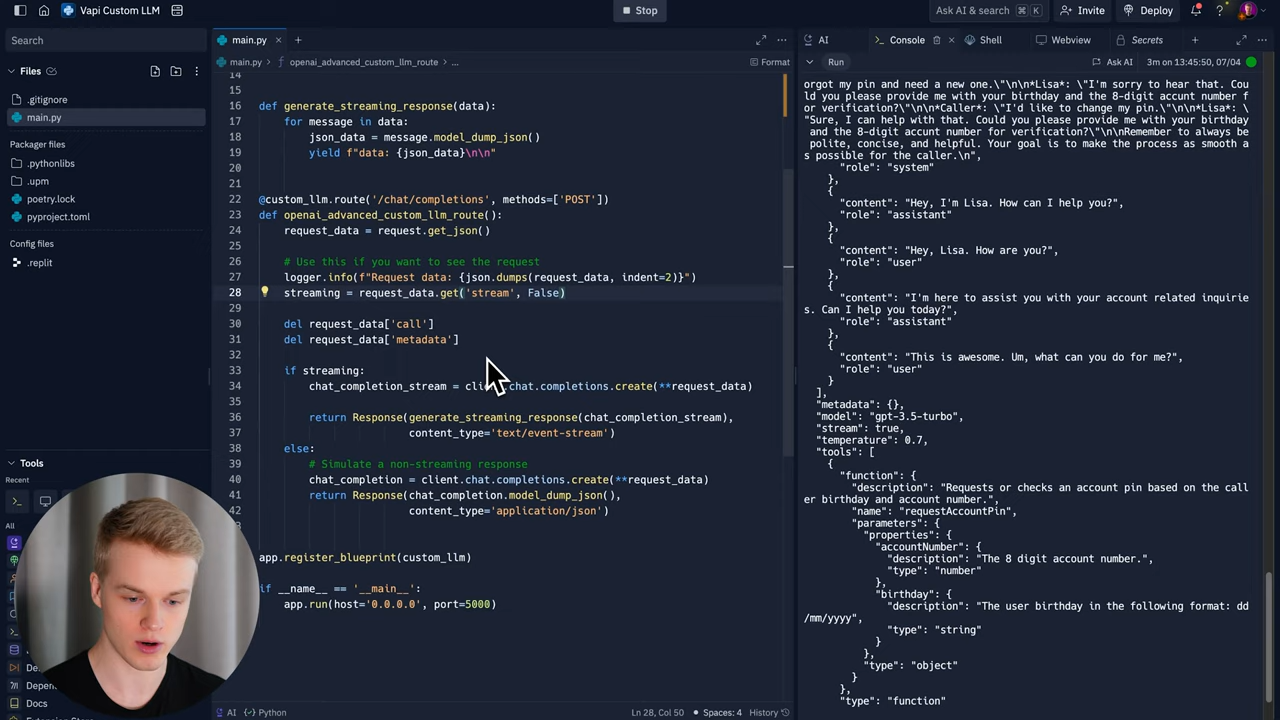 Vapi Custom LLM
Stop
Ask AI & search
⌘ K
Invite
Deploy
Search
Files
.gitignore
main.py
Packager files
.pythonlibs
.upm
poetry.lock
pyproject.toml
Config files
.replit
Tools
Recent
All
De
Depen
Docs
main.py
main.py > openai_advanced_custom_llm_route > ...
Format
14
15
16 def generate_streaming_response(data):
17 for message in data:
18 json_data = message.model_dump_json()
19 yield f"data: {json_data}\n\n"
20
21
22 @custom_llm.route('/chat/completions', methods=['POST'])
23 def openai_advanced_custom_llm_route():
24 request_data = request.get_json()
25
26 # Use this if you want to see the request
27 logger.info(f"Request data: {json.dumps(request_data, indent=2)}")
28 streaming = request_data.get('stream', False)
29
30 del request_data['call']
31 del request_data['metadata']
32
33 if streaming:
34 chat_completion_stream = client.chat.completions.create(**request_data)
35
36 return Response(generate_streaming_response(chat_completion_stream),
37 content_type='text/event-stream')
38 else:
39 # Simulate a non-streaming response
40 chat_completion = client.chat.completions.create(**request_data)
41 return Response(chat_completion.model_dump_json(),
42 content_type='application/json')
app.register_blueprint(custom_llm)
if __name__ == '__main__':
app.run(host='0.0.0.0', port=5000)
AI
Python
Ln 28, Col 50
Spaces: 4
History
AI
Console
Shell
Webview
Secrets
Run
Ask AI
3m on 13:45:50, 07/04
orgot my pin and need a new one.\"\n\n*Lisa*: \"I'm sorry to hear that. Cou
ld you please provide me with your birthday and the 8-digit accunt number f
or verification?\"\n\n*Caller*: \"I'd like to change my pin.\"\n\n*Lisa*: \
"Sure, I can help with that. Could you please provide me with your birthday
and the 8-digit account number for verification?\"\n\nRemember to always be
polite, concise, and helpful. Your goal is to make the process as smooth a
s possible for the caller.\n",
"role": "system"
},
{
"content": "Hey, I'm Lisa. How can I help you?",
"role": "assistant"
},
{
"content": "Hey, Lisa. How are you?",
"role": "user"
},
{
"content": "I'm here to assist you with your account related inquirie
s. Can I help you today?",
"role": "assistant"
},
{
"content": "This is awesome. Um, what can you do for me?",
"role": "user"
}
],
"metadata": {},
"model": "gpt-3.5-turbo",
"stream": true,
"temperature": 0.7,
"tools": [
{
"function": {
"description": "Requests or checks an account pin based on the call
er birthday and account number.",
"name": "requestAccountPin",
"parameters": {
"properties": {
"accountNumber": {
"description": "The 8 digit account number.",
"type": "number"
},
"birthday": {
"description": "The user birthday in the following format: dd
/mm/yyyy",
"type": "string"
}
},
"type": "object"
}
},
"type": "function"